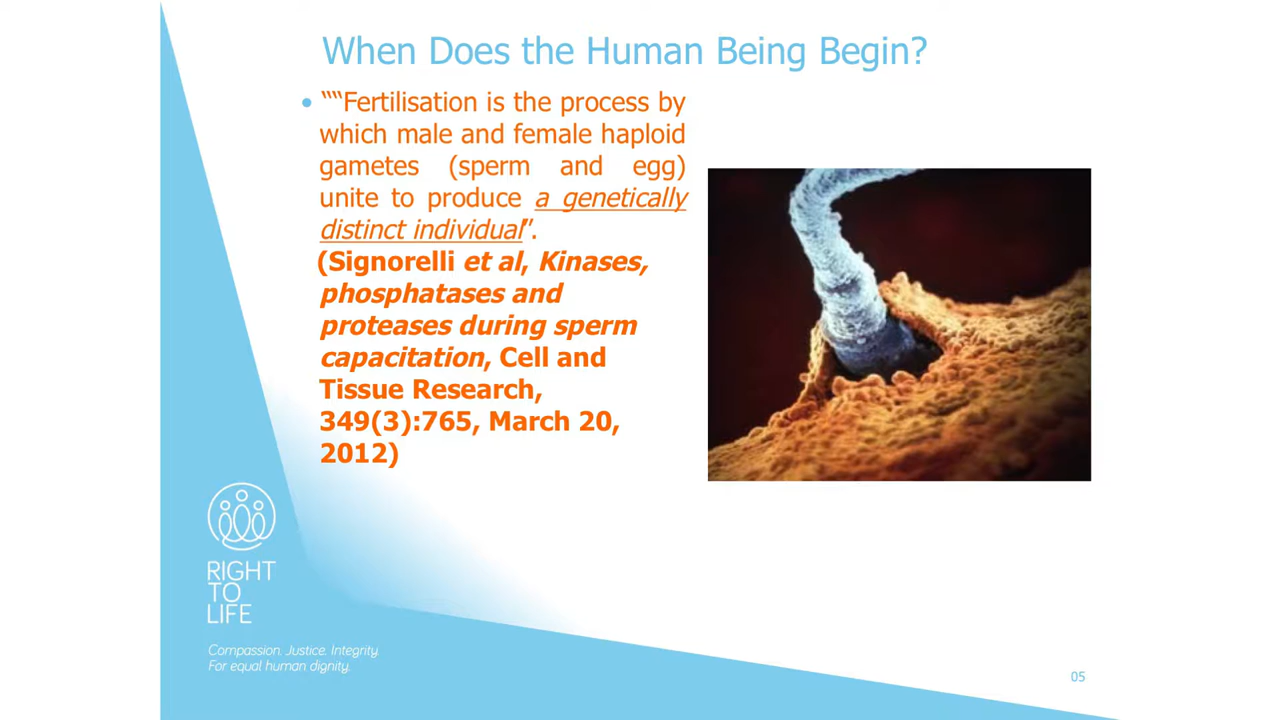 When Does the Human Being Begin?
• ““Fertilisation is the process by
which male and female haploid
gametes (sperm and egg)
unite to produce a genetically
distinct individual”.
(Signorelli et al, Kinases,
phosphatases and
proteases during sperm
capacitation, Cell and
Tissue Research,
349(3):765, March 20,
2012)
RIGHT
TO
LIFE
Compassion. Justice. Integrity.
For equal human dignity.
05